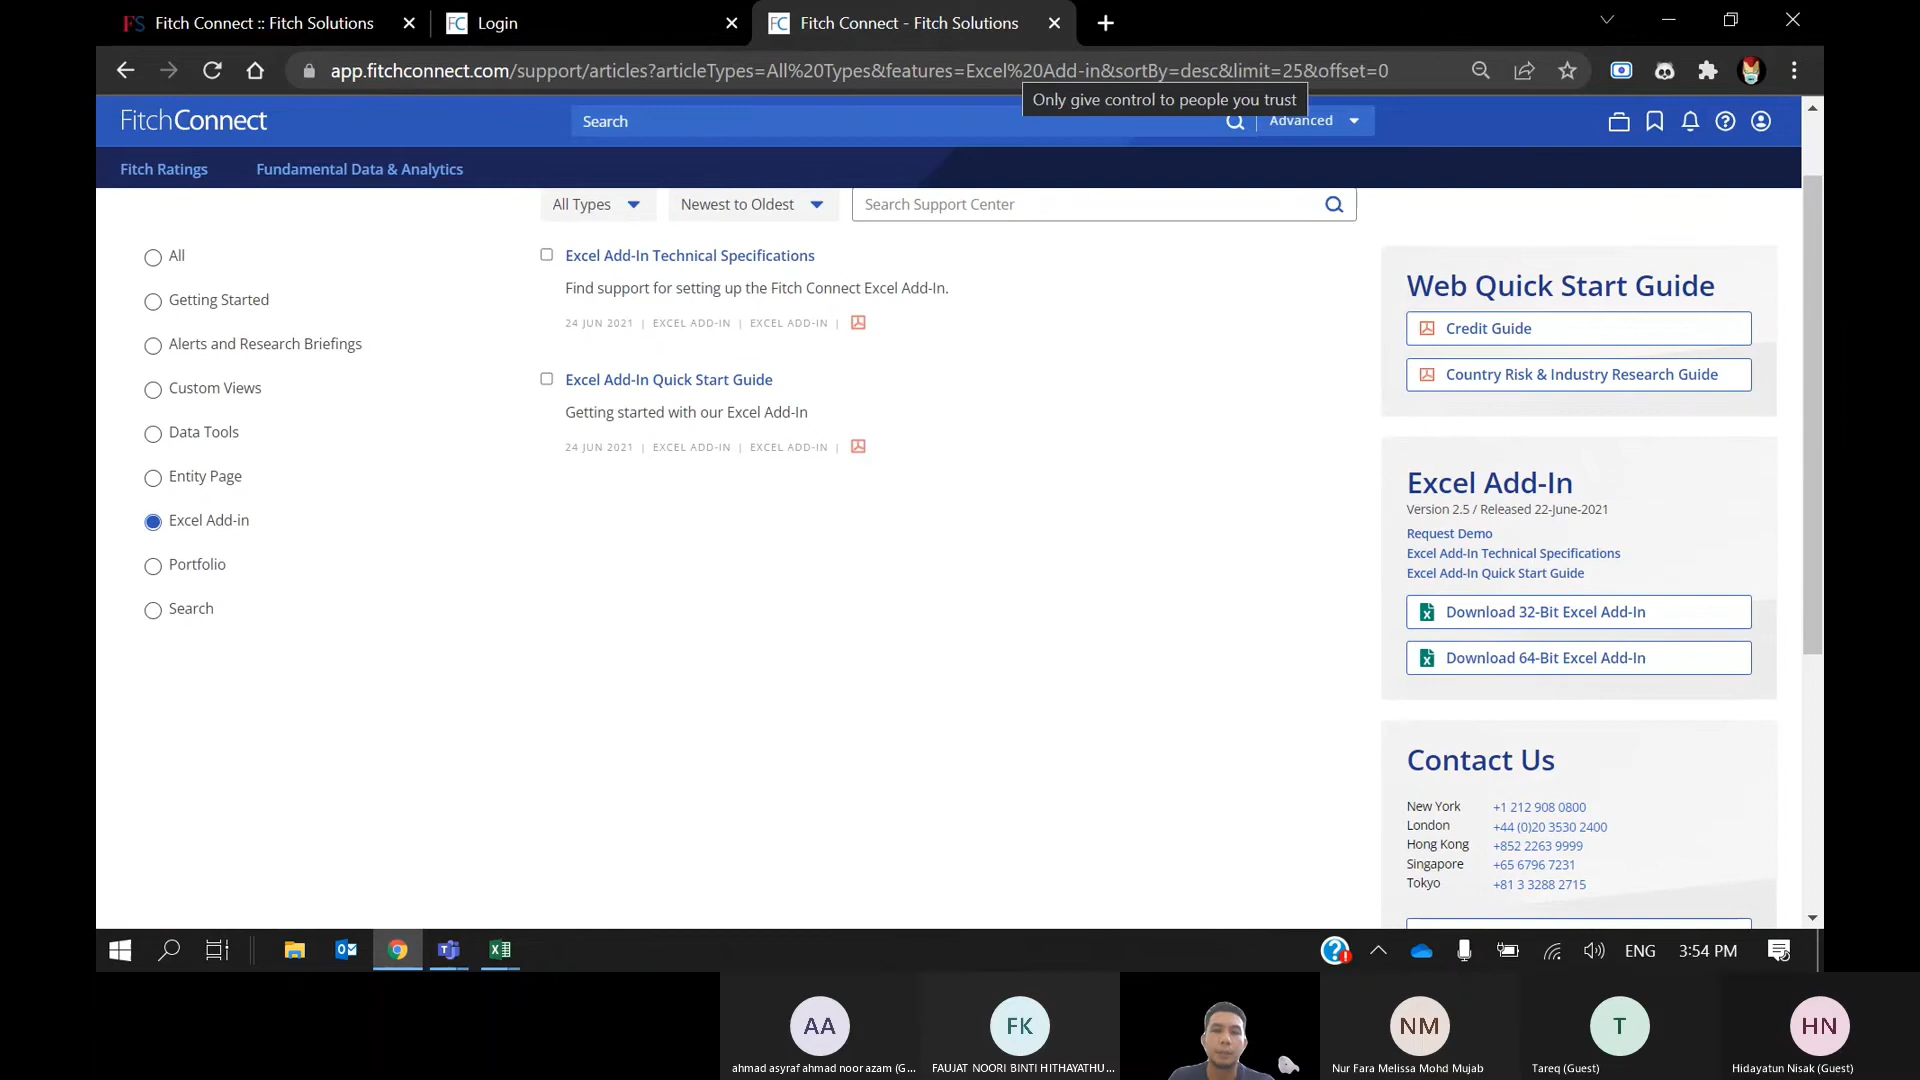 FS Fitch Connect :: Fitch Solutions
FC Login
FC Fitch Connect - Fitch Solutions
app.fitchconnect.com/support/articles?articleTypes=All%20Types&features=Excel%20Add-in&sortBy=desc&limit=25&offset=0
Only give control to people you trust
FitchConnect
Search
Advanced
Fitch Ratings
Fundamental Data & Analytics
All Types
Newest to Oldest
Search Support Center
All
Getting Started
Alerts and Research Briefings
Custom Views
Data Tools
Entity Page
Excel Add-in
Portfolio
Search
Excel Add-In Technical Specifications
Find support for setting up the Fitch Connect Excel Add-In.
24 JUN 2021 | EXCEL ADD-IN | EXCEL ADD-IN |
Excel Add-In Quick Start Guide
Getting started with our Excel Add-In
24 JUN 2021 | EXCEL ADD-IN | EXCEL ADD-IN |
Web Quick Start Guide
Credit Guide
Country Risk & Industry Research Guide
Excel Add-In
Version 2.5 / Released 22-June-2021
Request Demo
Excel Add-In Technical Specifications
Excel Add-In Quick Start Guide
Download 32-Bit Excel Add-In
Download 64-Bit Excel Add-In
Contact Us
New York +1 212 908 0800
London +44 (0)20 3530 2400
Hong Kong +852 2263 9999
Singapore +65 6796 7231
Tokyo +81 3 3288 2715
ENG
3:54 PM
AA
FK
NM
T
HN
ahmad asyraf ahmad noor azam (G...
FAUJAT NOORI BINTI HITHAYATHU...
Nur Fara Melissa Mohd Mujab
Tareq (Guest)
Hidayatun Nisak (Guest)